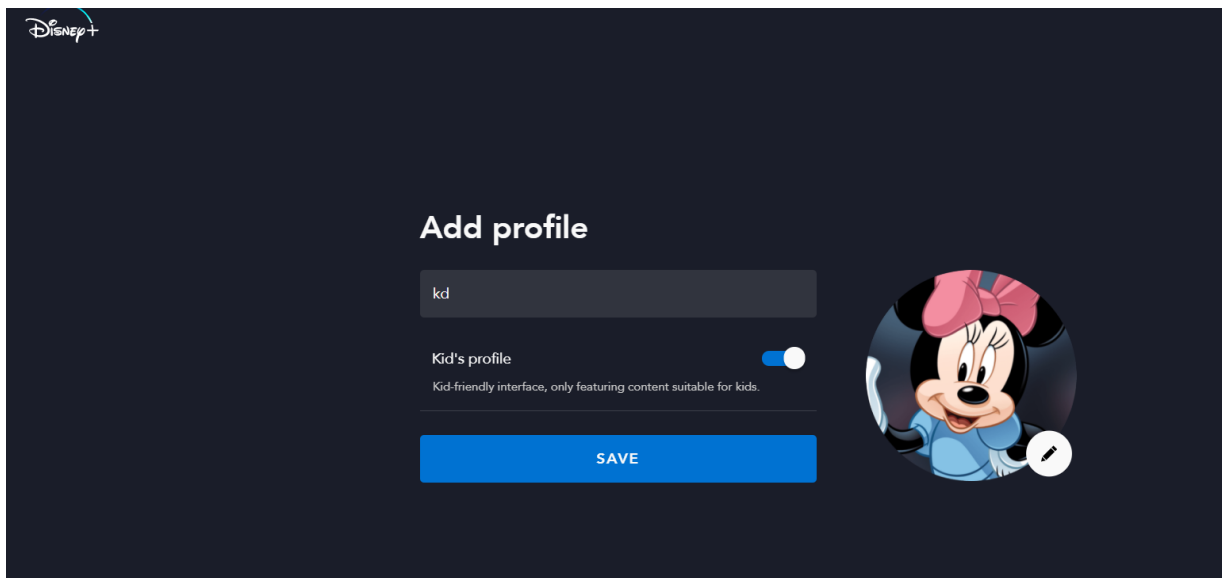 Disney+
Add profile
kd
Kid's profile
Kid-friendly interface, only featuring content suitable for kids.
SAVE